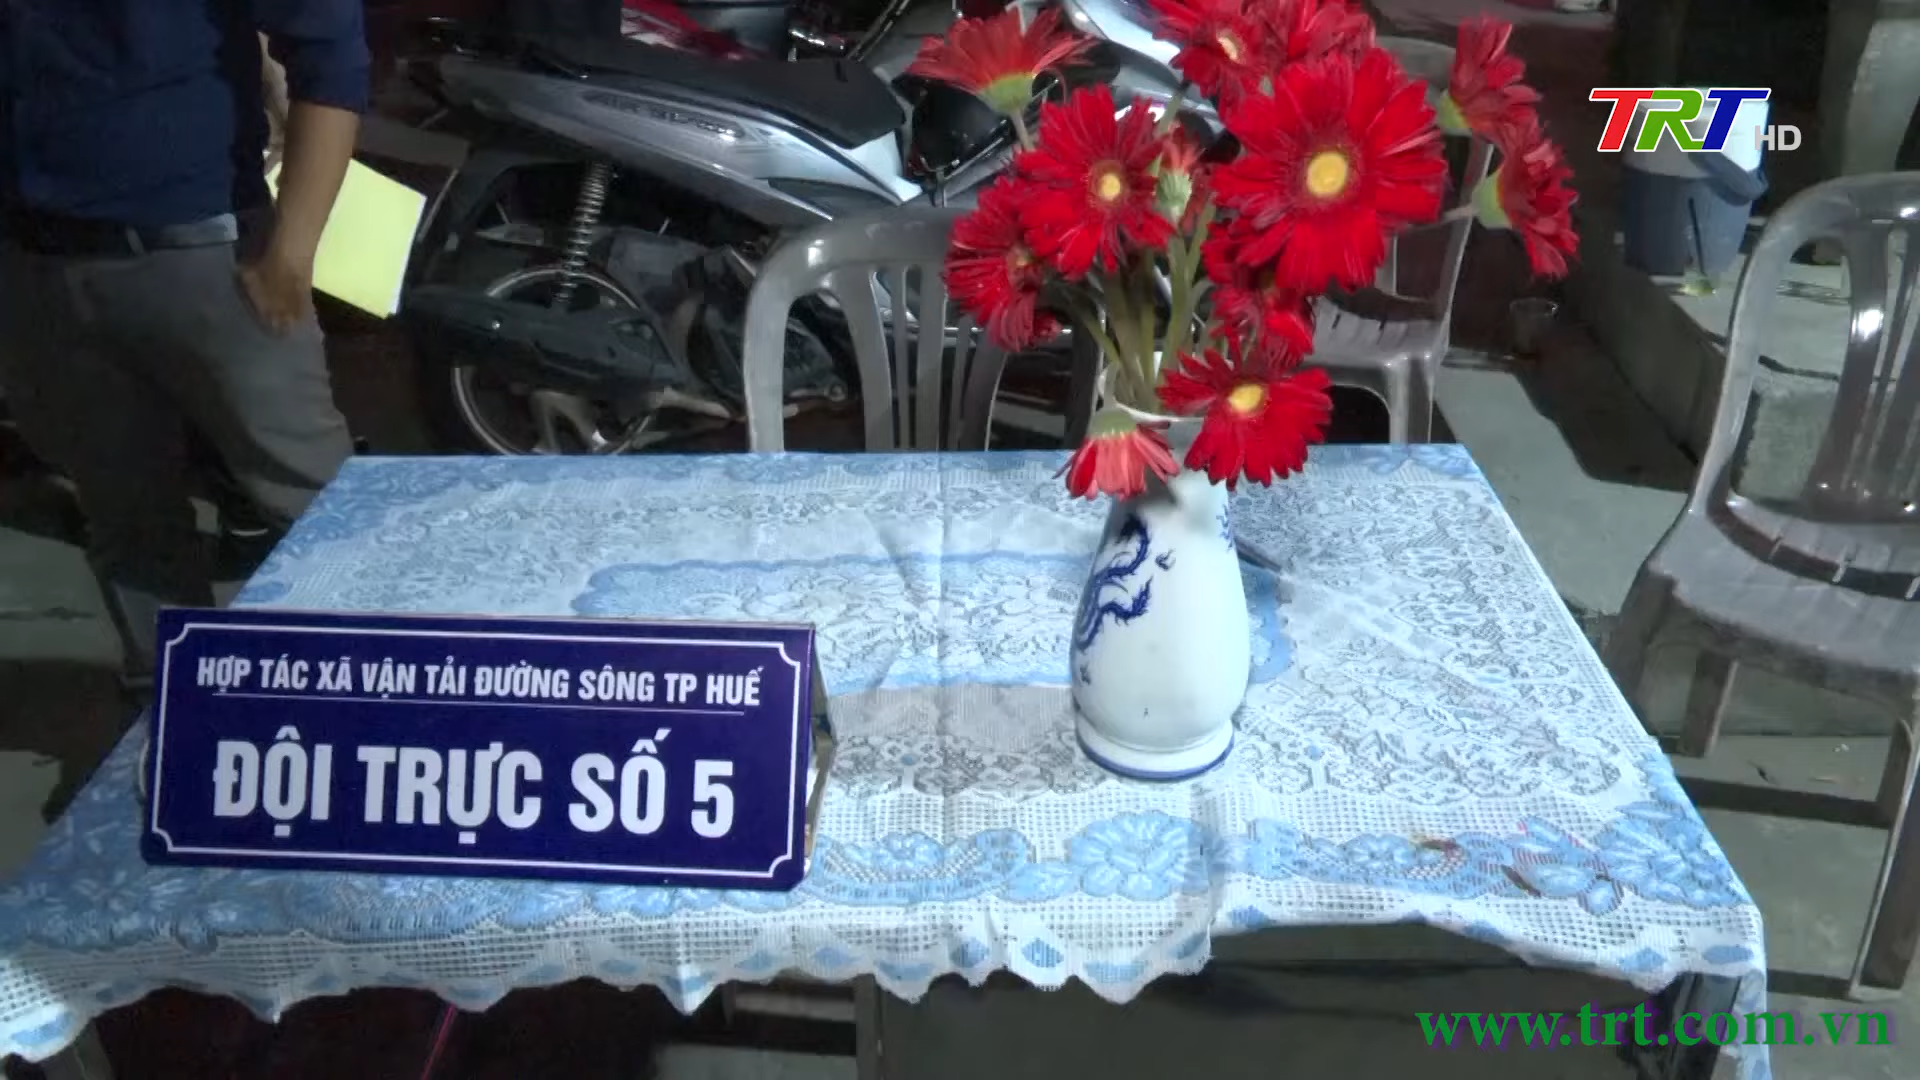 TRT HD
HỢP TÁC XÃ VẬN TẢI ĐƯỜNG SÔNG TP HUẾ
ĐỘI TRỰC SỐ 5
www.trt.com.vn